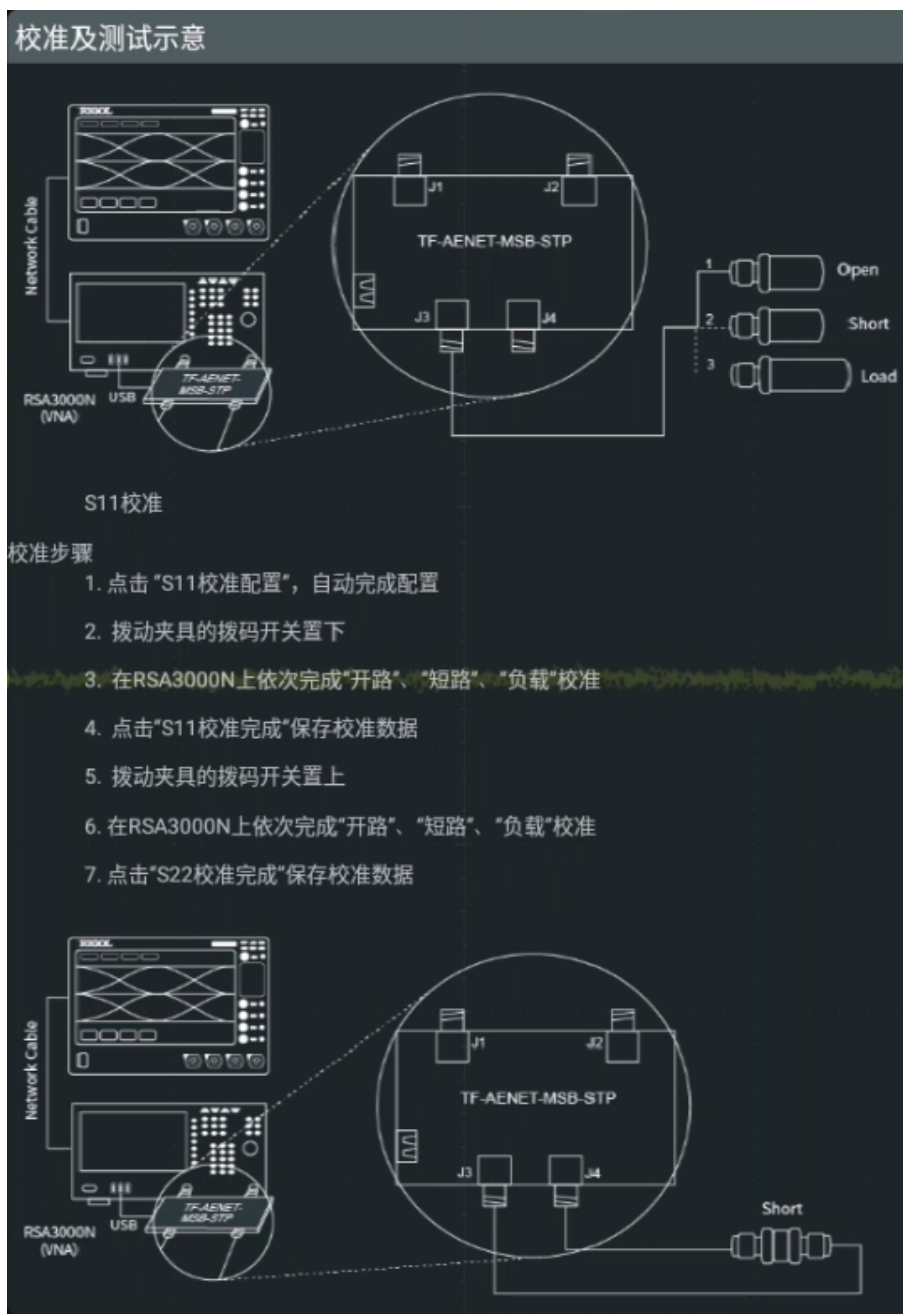 校准及测试示意
RIGOL
Network Cable
J1
J2
TF-AENET-MSB-STP
J3
J4
1
Open
2
Short
3
Load
TF-AENET-
MSB-STP
RSA3000N
(VNA)
USB
S11校准
校准步骤
1. 点击 “S11校准配置”，自动完成配置
2. 拨动夹具的拨码开关置下
3. 在RSA3000N上依次完成“开路”、“短路”、“负载”校准
4. 点击“S11校准完成”保存校准数据
5. 拨动夹具的拨码开关置上
6. 在RSA3000N上依次完成“开路”、“短路”、“负载”校准
7. 点击“S22校准完成”保存校准数据
RIGOL
Network Cable
J1
J2
TF-AENET-MSB-STP
J3
J4
Short
TF-AENET-
MSB-STP
RSA3000N
(VNA)
USB